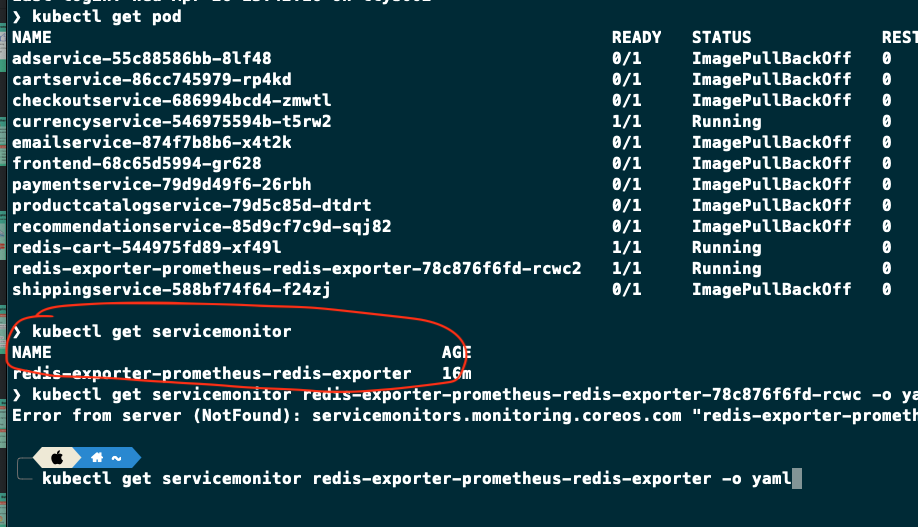 ❯ kubectl get pod
NAME READY STATUS REST
adservice-55c88586bb-8lf48 0/1 ImagePullBackOff 0
cartservice-86cc745979-rp4kd 0/1 ImagePullBackOff 0
checkoutservice-686994bcd4-zmwtl 0/1 ImagePullBackOff 0
currencyservice-546975594b-t5rw2 1/1 Running 0
emailservice-874f7b8b6-x4t2k 0/1 ImagePullBackOff 0
frontend-68c65d5994-gr628 0/1 ImagePullBackOff 0
paymentservice-79d9d49f6-26rbh 0/1 ImagePullBackOff 0
productcatalogservice-79d5c85d-dtdrt 0/1 ImagePullBackOff 0
recommendationservice-85d9cf7c9d-sqj82 0/1 ImagePullBackOff 0
redis-cart-544975fd89-xf49l 1/1 Running 0
redis-exporter-prometheus-redis-exporter-78c876f6fd-rcwc2 1/1 Running 0
shippingservice-588bf74f64-f24zj 0/1 ImagePullBackOff 0
❯ kubectl get servicemonitor
NAME AGE
redis-exporter-prometheus-redis-exporter 16m
❯ kubectl get servicemonitor redis-exporter-prometheus-redis-exporter-78c876f6fd-rcwc -o ya
Error from server (NotFound): servicemonitors.monitoring.coreos.com "redis-exporter-prometh
~
kubectl get servicemonitor redis-exporter-prometheus-redis-exporter -o yaml